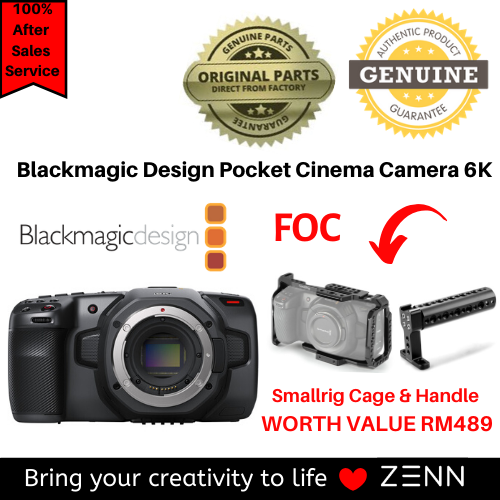 100%
After
Sales
Service
GENUINE PARTS
ORIGINAL PARTS
DIRECT FROM FACTORY
GUARANTEE
AUTHENTIC PRODUCT
GENUINE
GUARANTEE
Blackmagic Design Pocket Cinema Camera 6K
Blackmagicdesign
FOC
Smallrig Cage & Handle
WORTH VALUE RM489
Bring your creativity to life ❤ ZΞNN